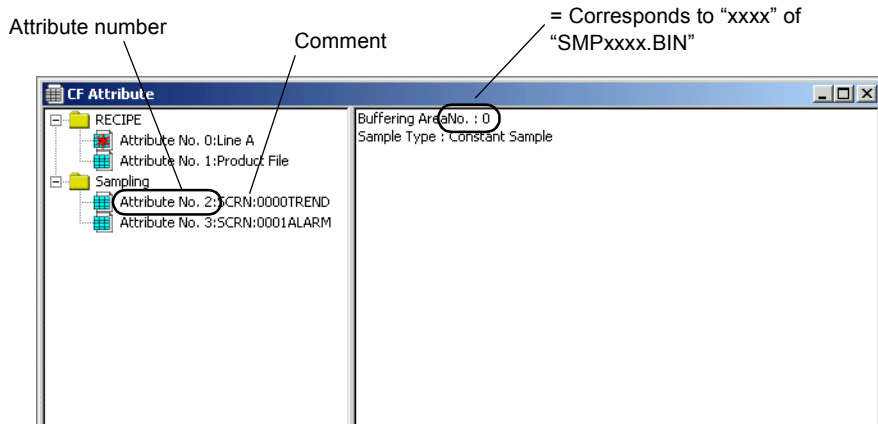 Attribute number
Comment
= Corresponds to “xxxx” of
“SMPxxxx.BIN”
CF Attribute
RECIPE
Attribute No. 0:Line A
Attribute No. 1:Product File
Sampling
Attribute No. 2:SCRN:0000TREND
Attribute No. 3:SCRN:0001ALARM
Buffering AreaNo. : 0
Sample Type : Constant Sample